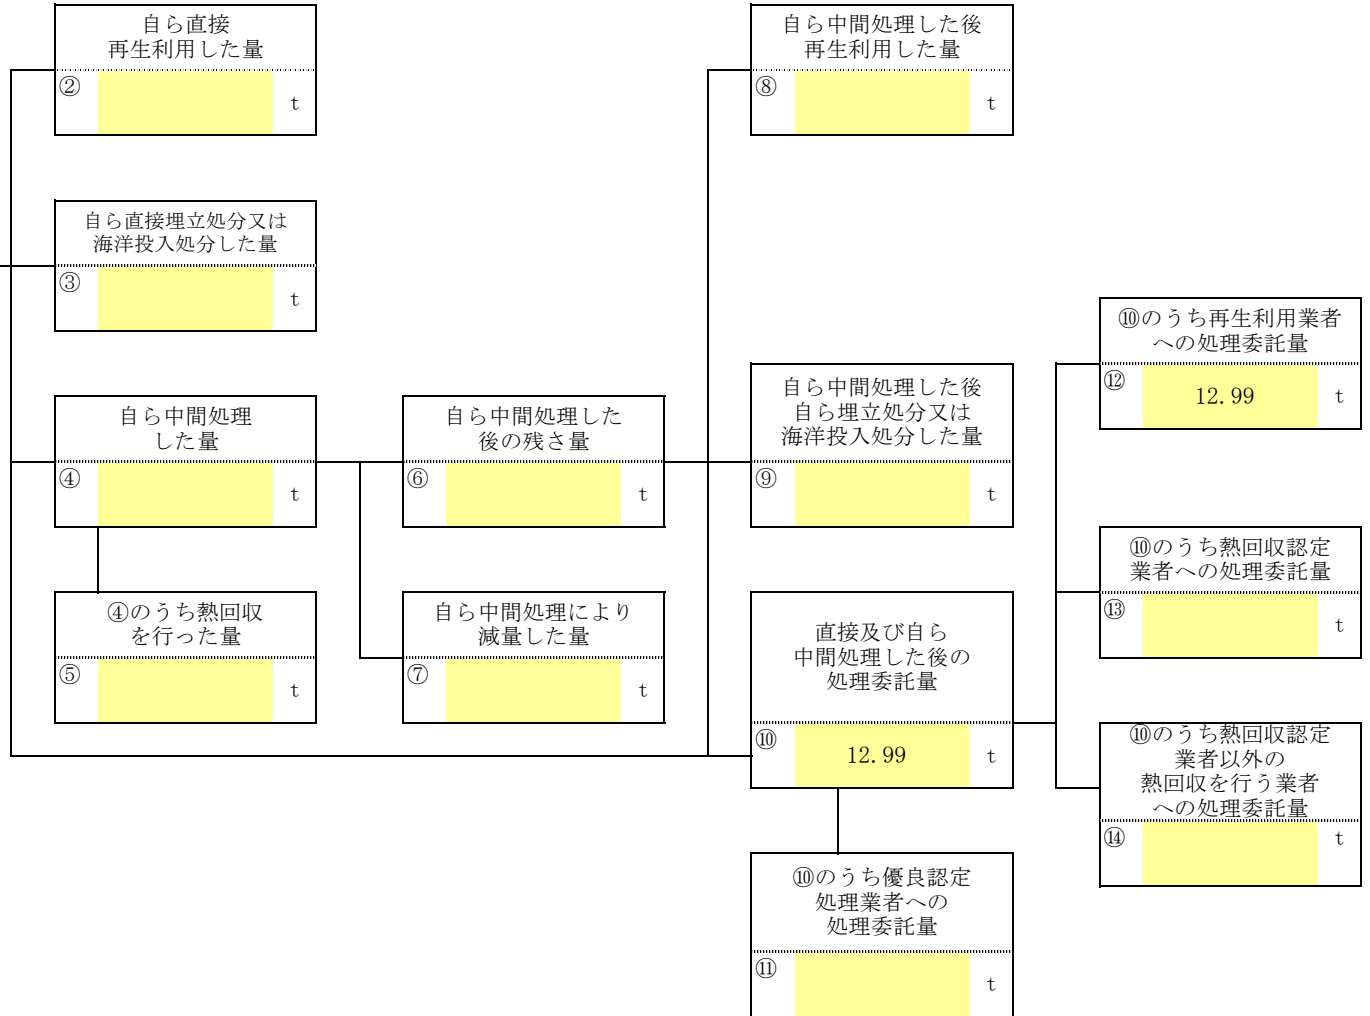 自ら直接
再生利用した量
②
t
自ら直接埋立処分又は
海洋投入処分した量
③
t
自ら中間処理
した量
④
t
④のうち熱回収
を行った量
⑤
t
自ら中間処理した
後の残さ量
⑥
t
自ら中間処理により
減量した量
⑦
t
自ら中間処理した後
再生利用した量
⑧
t
自ら中間処理した後
自ら埋立処分又は
海洋投入処分した量
⑨
t
直接及び自ら
中間処理した後の
処理委託量
⑩
12.99
t
⑩のうち優良認定
処理業者への
処理委託量
⑪
t
⑩のうち再生利用業者
への処理委託量
⑫
12.99
t
⑩のうち熱回収認定
業者への処理委託量
⑬
t
⑩のうち熱回収認定
業者以外の
熱回収を行う業者
への処理委託量
⑭
t